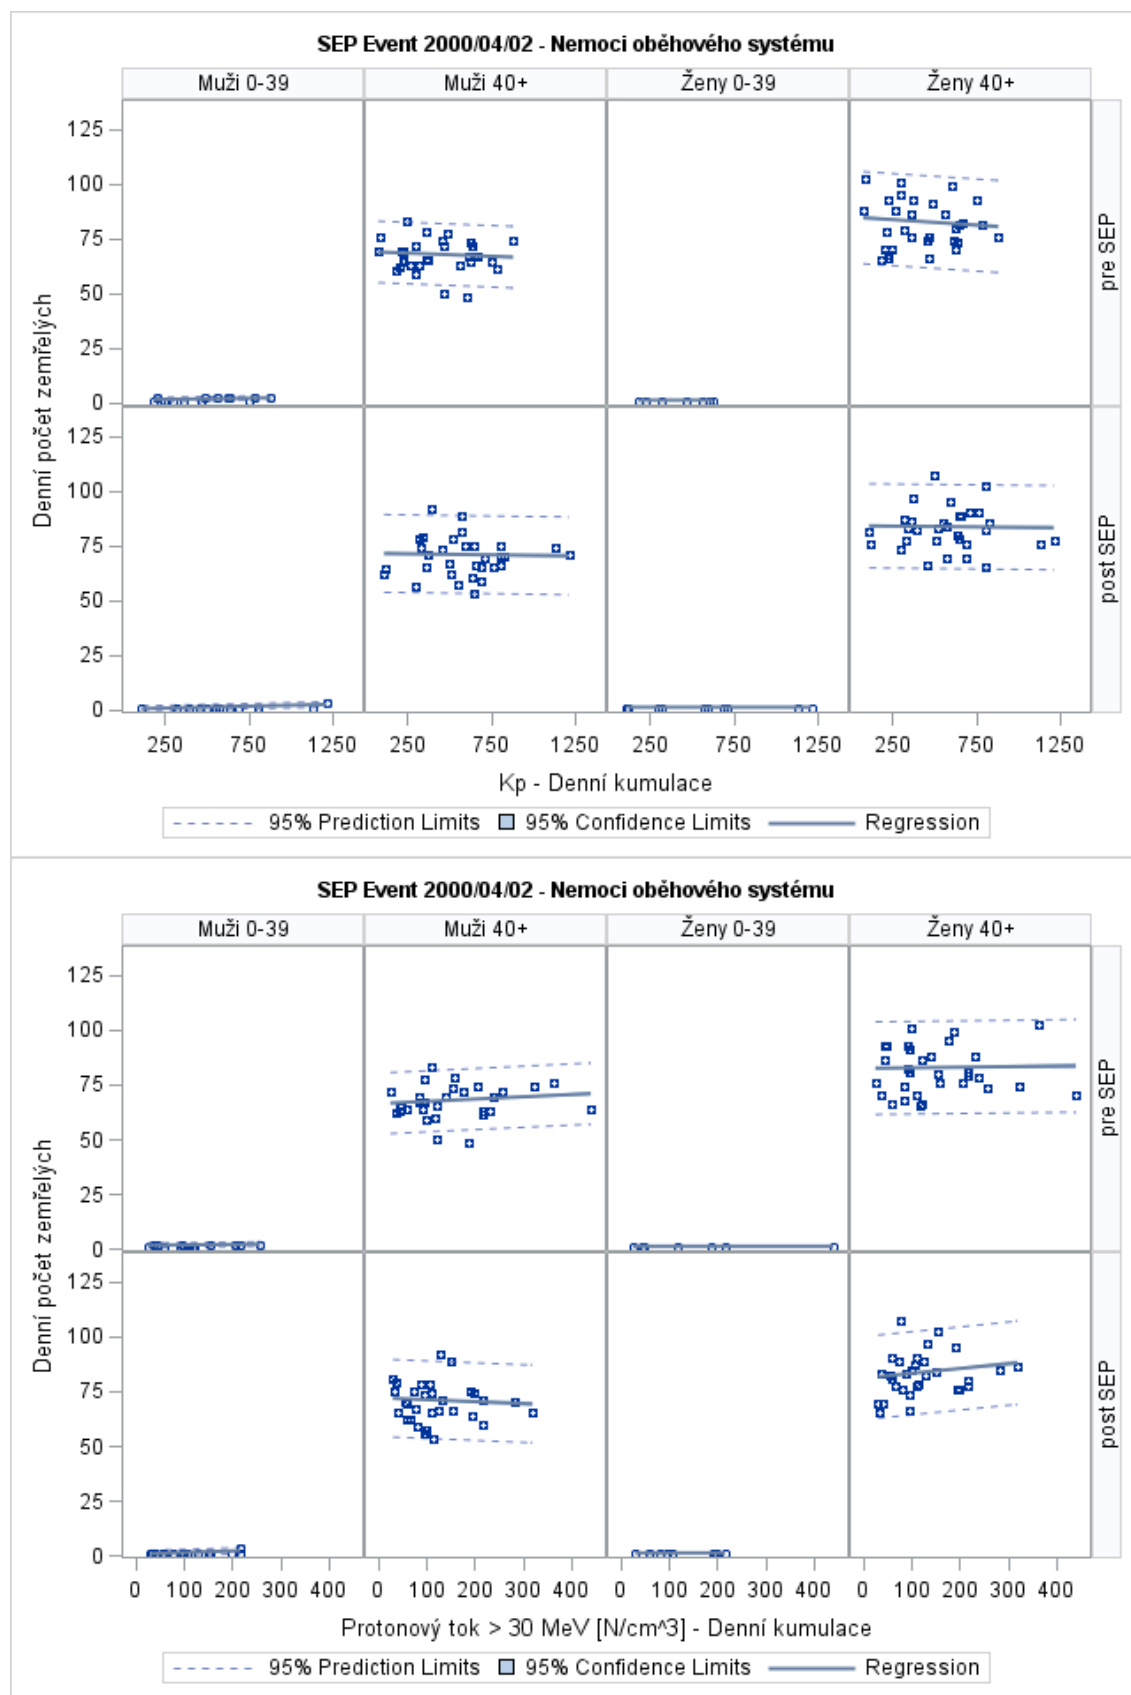 SEP Event 2000/04/02 - Nemoci oběhového systému
Muži 0-39 Muži 40+ Ženy 0-39 Ženy 40+
125
100
75
50
25
0
pre SEP
Denní počet zemřelých
125
100
75
50
25
0
post SEP
250 750 1250 250 750 1250 250 750 1250 250 750 1250
Kp - Denní kumulace
95% Prediction Limits 95% Confidence Limits Regression
SEP Event 2000/04/02 - Nemoci oběhového systému
Muži 0-39 Muži 40+ Ženy 0-39 Ženy 40+
125
100
75
50
25
0
pre SEP
Denní počet zemřelých
125
100
75
50
25
0
post SEP
0 100 200 300 400 0 100 200 300 400 0 100 200 300 400 0 100 200 300 400
Protonový tok > 30 MeV [N/cm^3] - Denní kumulace
95% Prediction Limits 95% Confidence Limits Regression